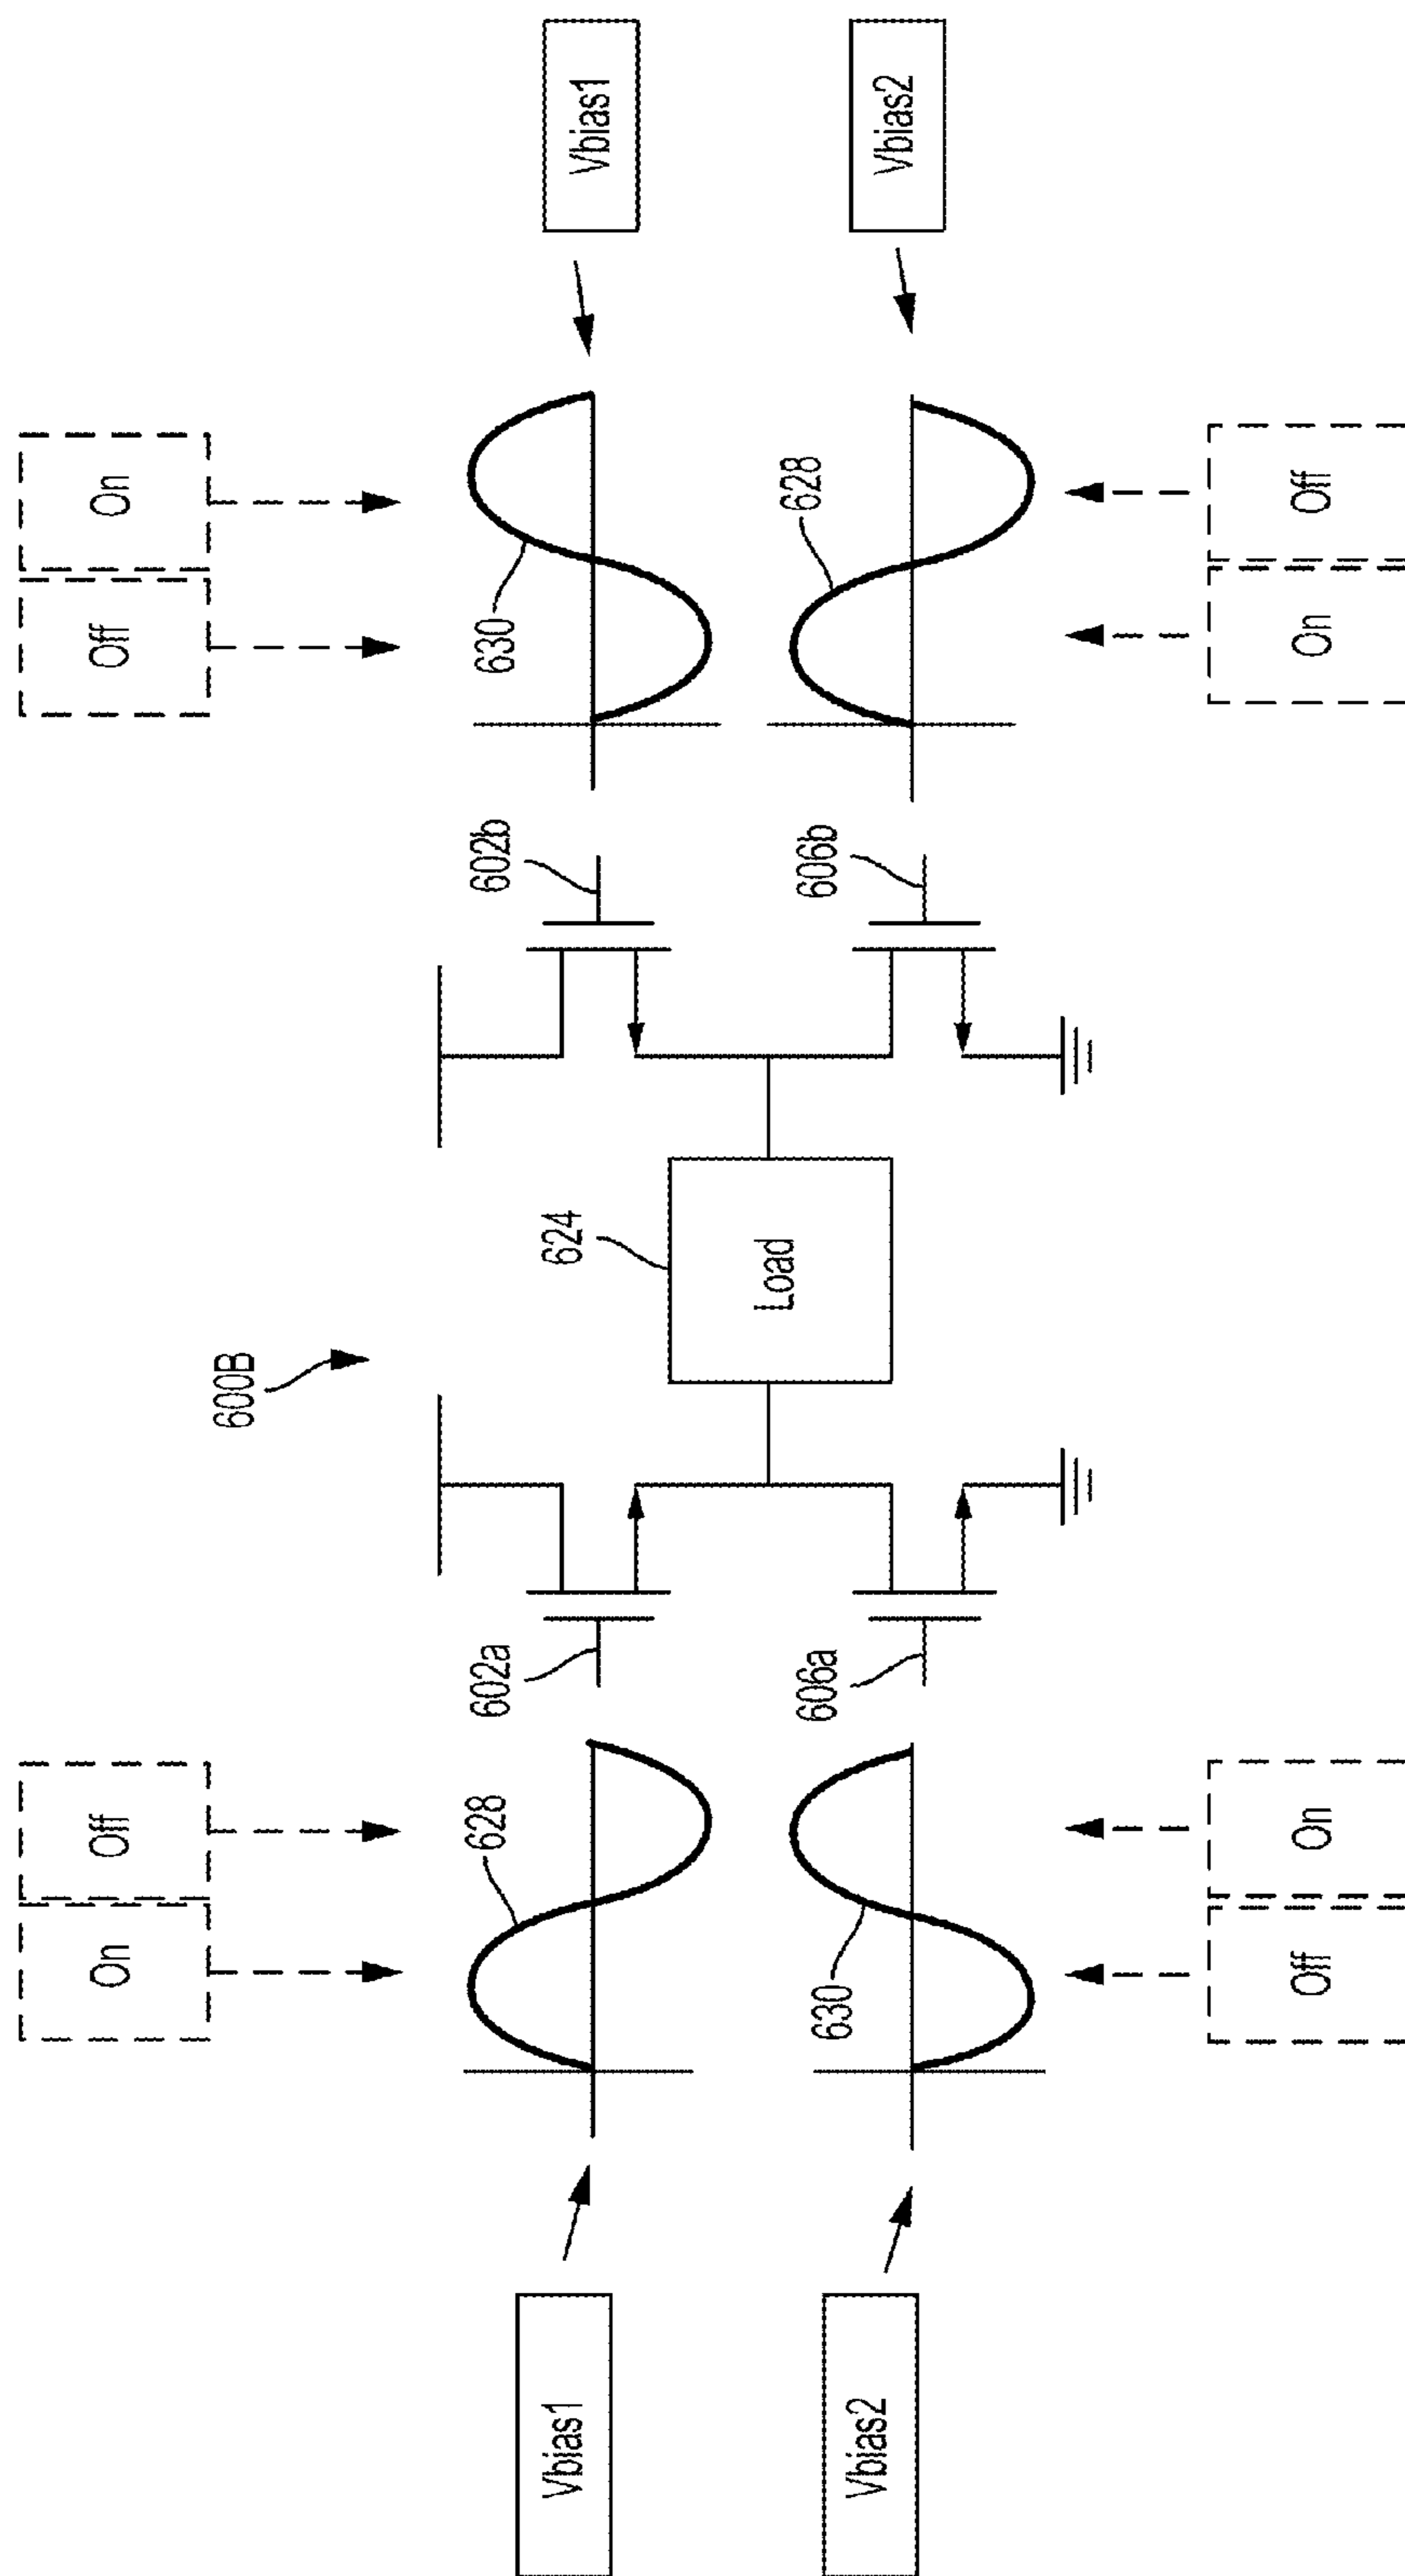 On
Off
Off
On
600B
628
602a
602b
630
Vbias1
624
Vbias1
Load
630
606a
606b
628
Vbias2
Vbias2
Off
On
On
Off